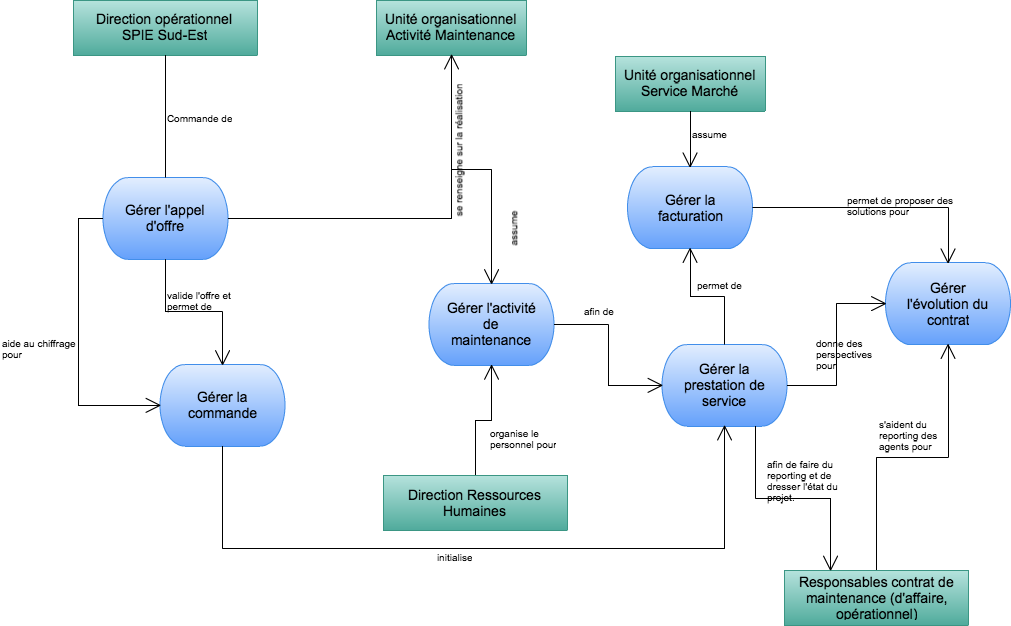 Direction opérationnel
SPIE Sud-Est
Unité organisationnel
Activité Maintenance
Unité organisationnel
Service Marché
Commande de
se renseigne sur la réalisation
assume
assume
Gérer l'appel
d'offre
Gérer la
facturation
permet de proposer des
solutions pour
valide l'offre et
permet de
Gérer l'activité
de
maintenance
afin de
permet de
Gérer
l'évolution du
contrat
aide au chiffrage
pour
donne des
perspectives
pour
Gérer la
commande
Gérer la
prestation de
service
organise le
personnel pour
s'aident du
reporting des
agents pour
afin de faire du
reporting et de
dresser l'état du
projet.
Direction Ressources
Humaines
initialise
Responsables contrat de
maintenance (d'affaire,
opérationnel)